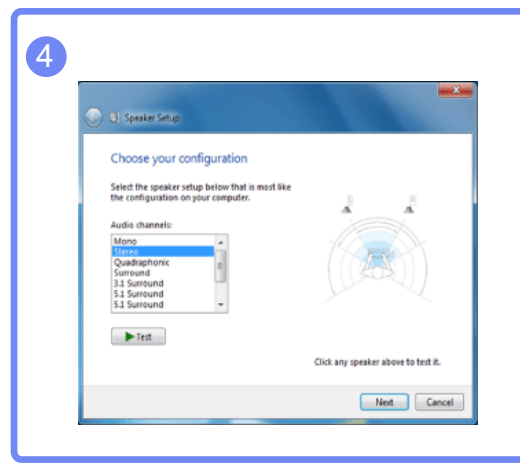 4
Speaker Setup
Choose your configuration
Select the speaker setup below that is most like
the configuration on your computer.
Audio channels:
Mono
Stereo
Quadraphonic
Surround
3.1 Surround
5.1 Surround
5.1 Surround
Test
Click any speaker above to test it.
Next
Cancel